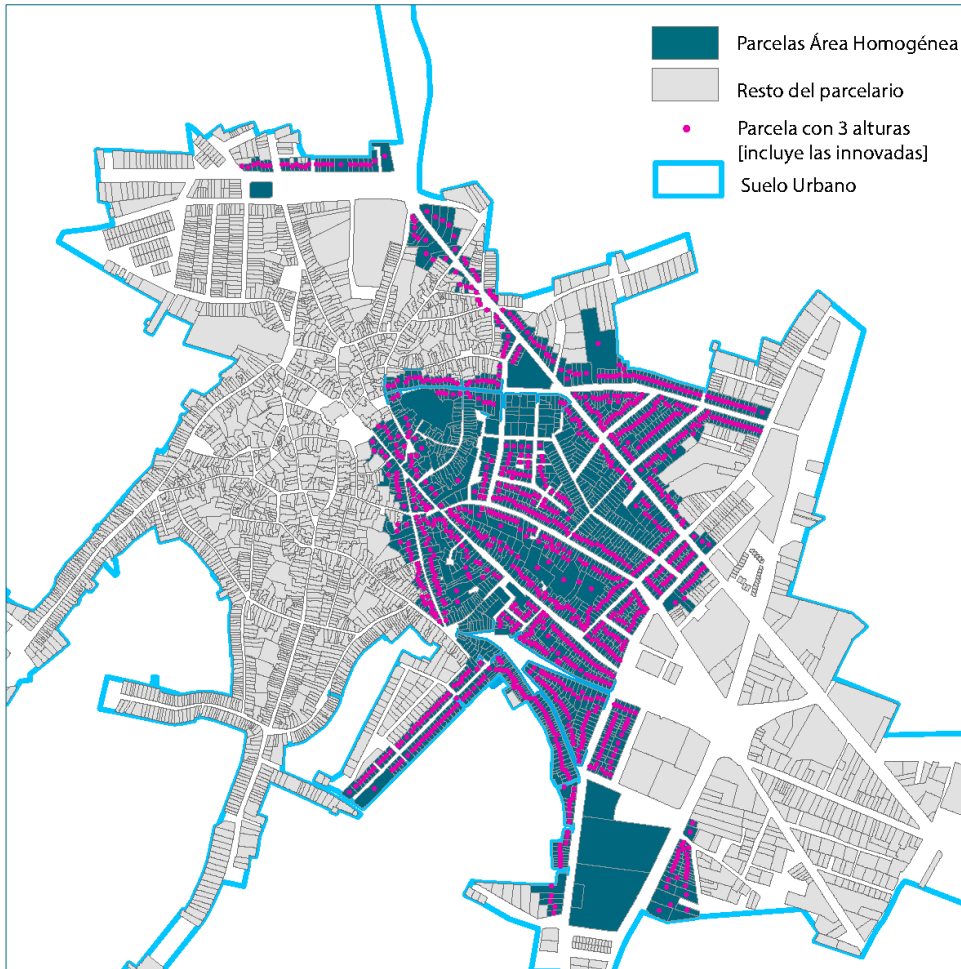 Parcelas Área Homogénea
Resto del parcelario
Parcela con 3 alturas
[incluye las innovadas]
Suelo Urbano